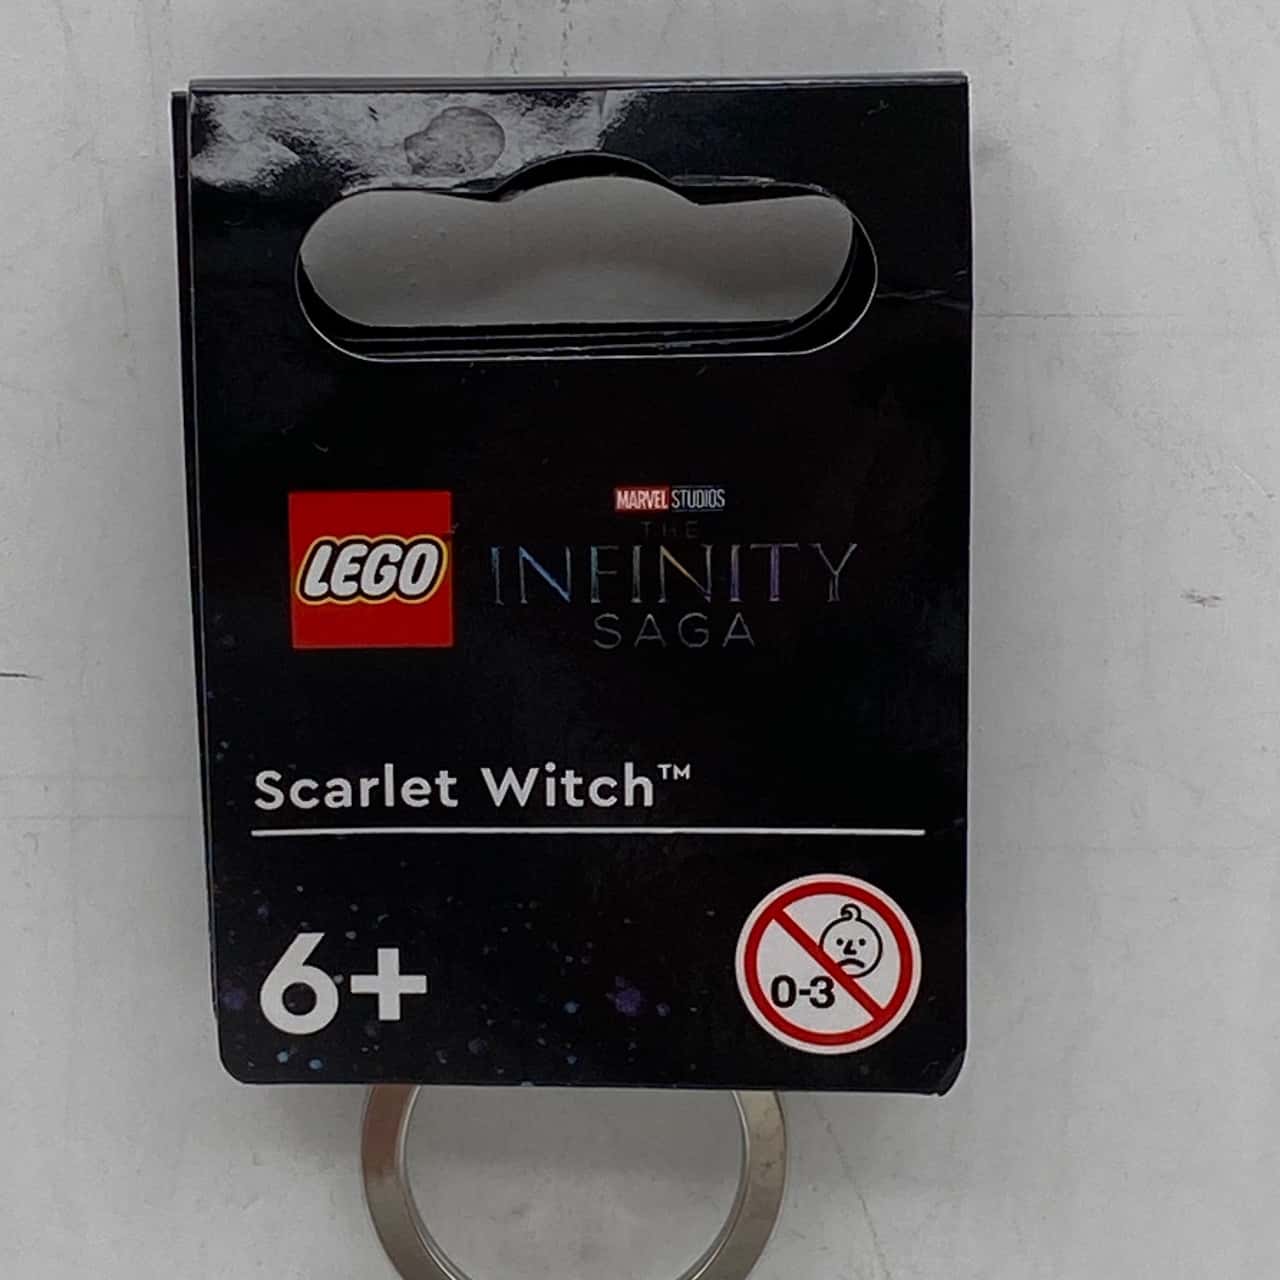 LEGO
MARVEL STUDIOS
THE
INFINITY
SAGA
Scarlet Witch™
6+
0-3